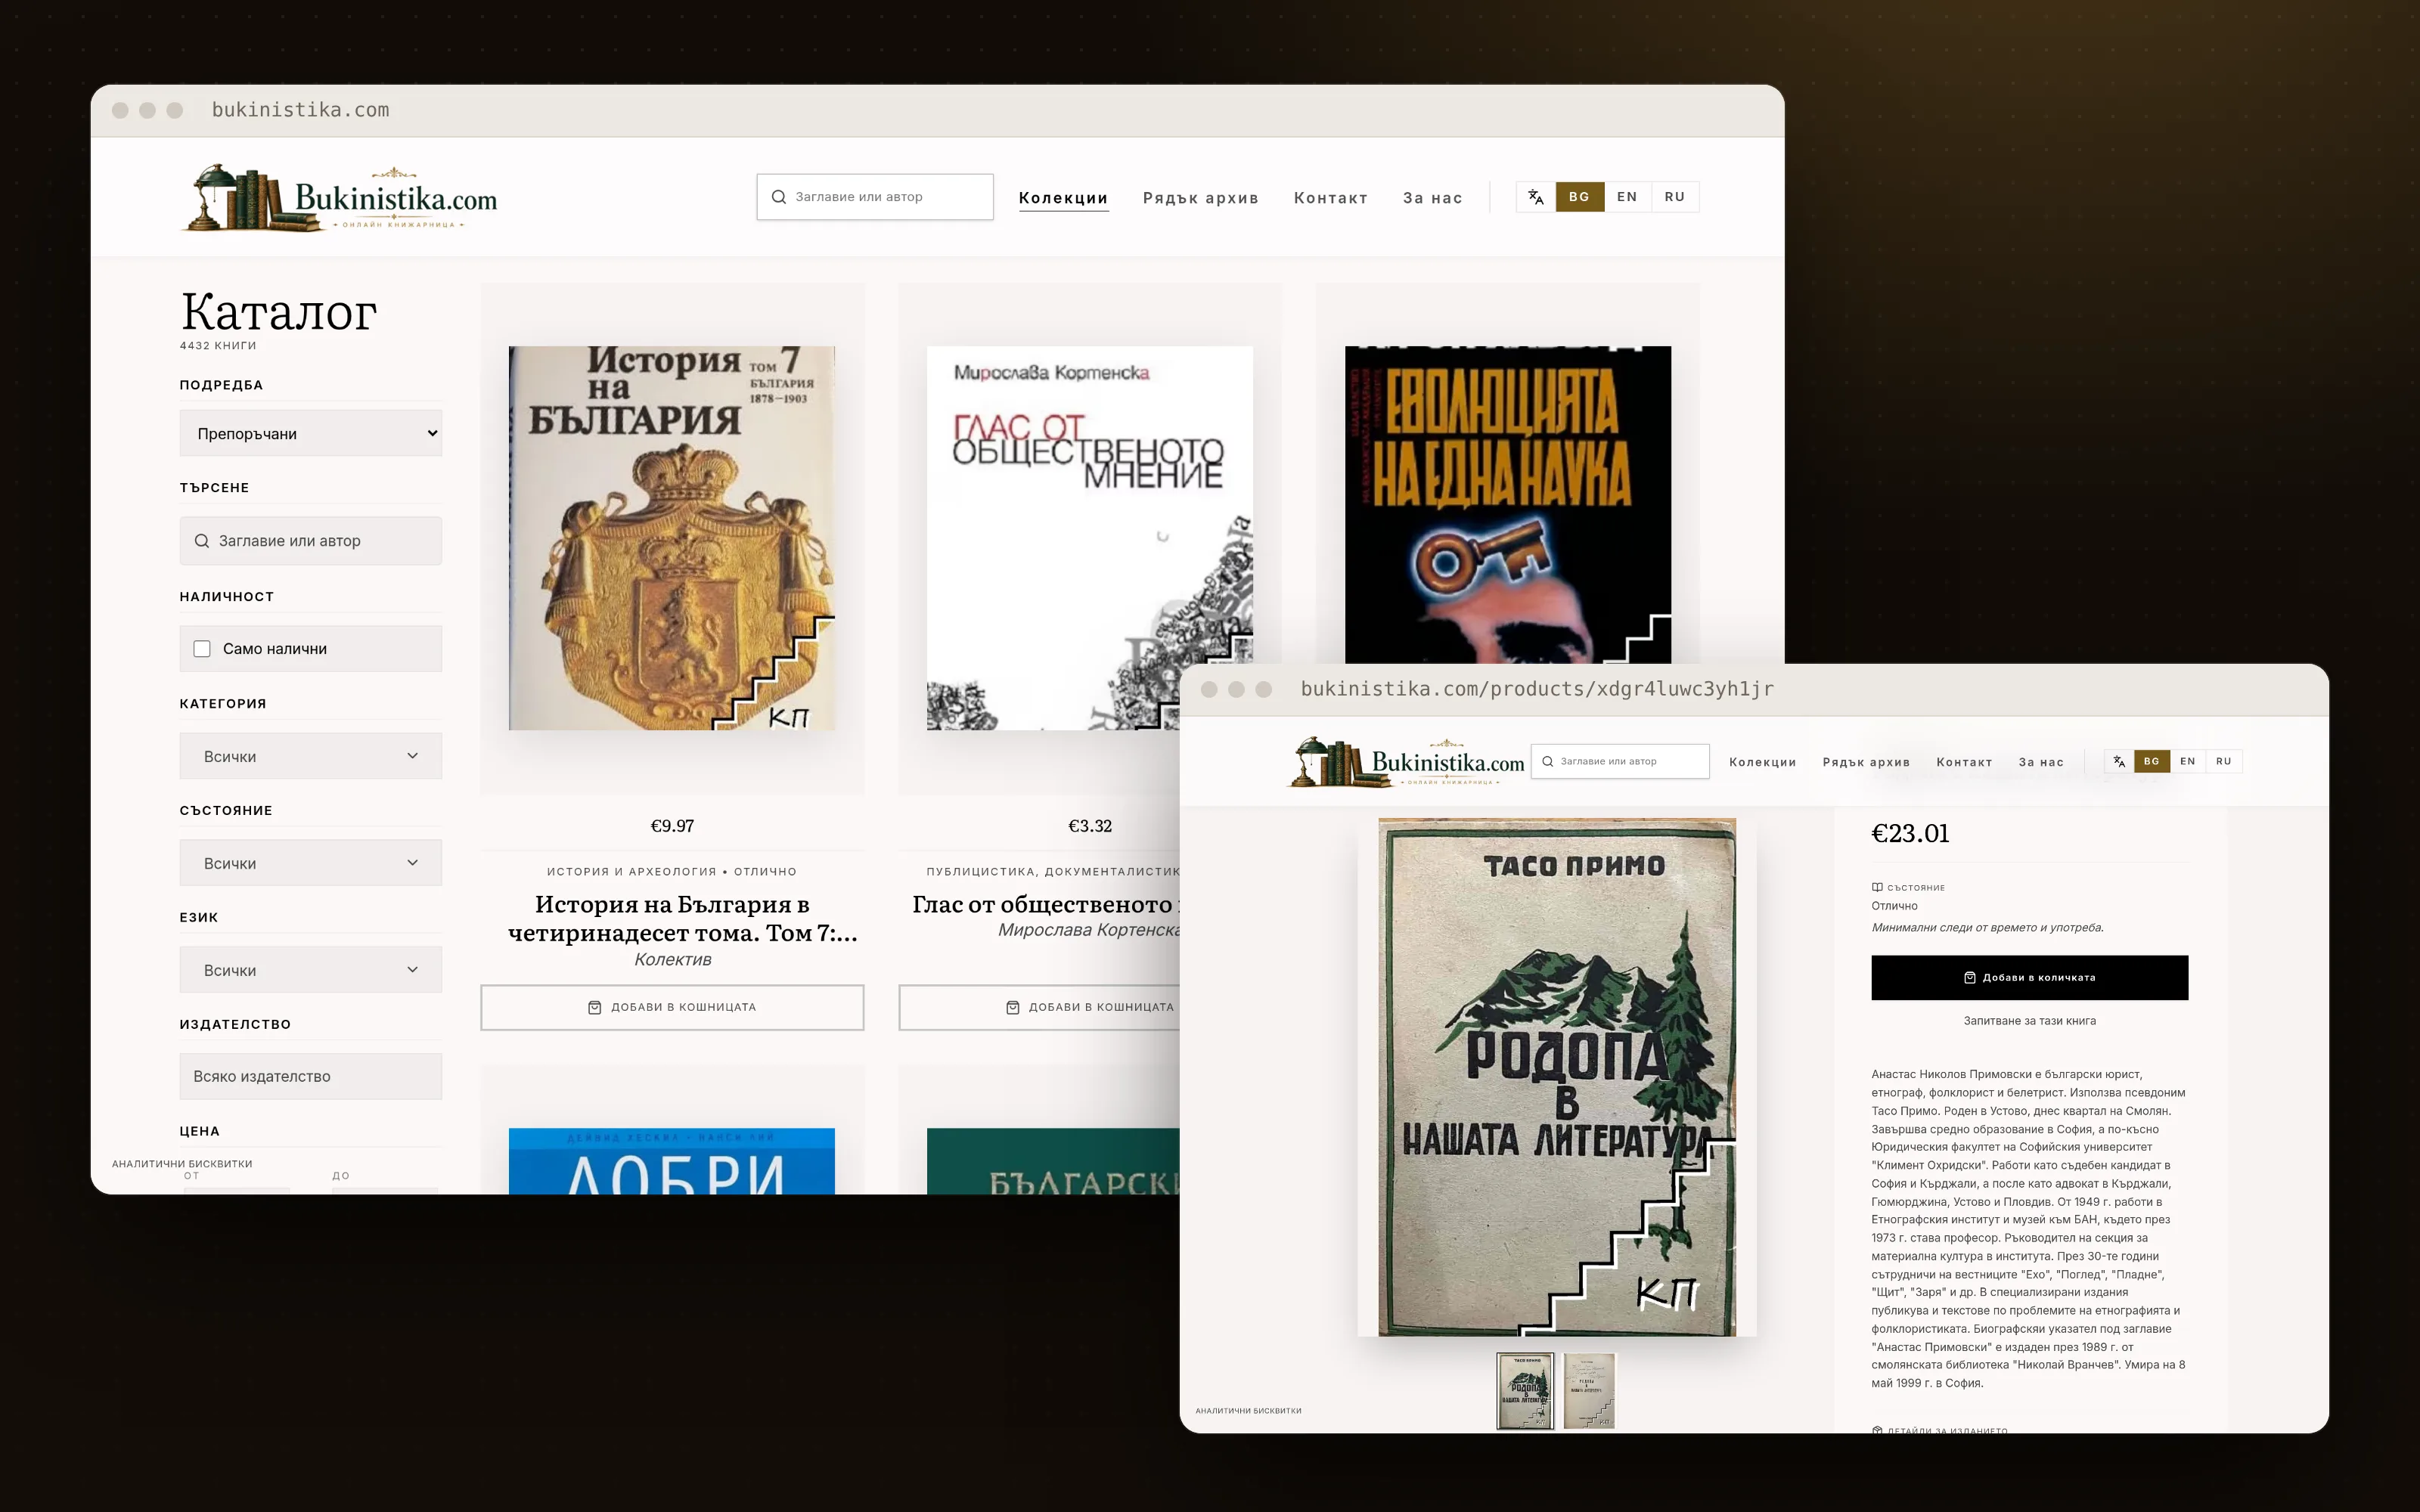 bukinistika.com
Bukinistika.com
ОНЛАЙН КНИЖАРНИЦА
Заглавие или автор
Колекции
Рядък архив
Контакт
За нас
BG
EN
RU
Каталог
4432 КНИГИ
ПОДРЕДБА
Препоръчани
ТЪРСЕНЕ
Заглавие или автор
НАЛИЧНОСТ
Само налични
КАТЕГОРИЯ
Всички
СЪСТОЯНИЕ
Всички
ЕЗИК
Всички
ИЗДАТЕЛСТВО
Всяко издателство
ЦЕНА
АНАЛИТИЧНИ БИСКВИТКИ
ОТ
ДО
История
на
БЪЛГАРИЯ
ТОМ 7
БЪЛГАРИЯ
1878–1903
КП
€9.97
ИСТОРИЯ И АРХЕОЛОГИЯ • ОТЛИЧНО
История на България в
четиринадесет тома. Том 7:...
Колектив
ДОБАВИ В КОШНИЦАТА
Мирослава Кортенска
ГЛАС ОТ
ОБЩЕСТВЕНОТО
МНЕНИЕ
€3.32
ПУБЛИЦИСТИКА, ДОКУМЕНТАЛИСТИК
Глас от общественото
Мирослава Кортенска
ДОБАВИ В КОШНИЦАТА
ЕВОЛЮЦИЯТА
НА ЕДНА НАУКА
ДОБРИ
БЪЛГАРСКИ
bukinistika.com/products/xdgr4luwc3yh1jr
Bukinistika.com
ОНЛАЙН КНИЖАРНИЦА
Заглавие или автор
Колекции
Рядък архив
Контакт
За нас
BG
EN
RU
ТАСО ПРИМО
РОДОПА
В
НАШАТА ЛИТЕРАТУРА
КП
АНАЛИТИЧНИ БИСКВИТКИ
€23.01
СЪСТОЯНИЕ
Отлично
Минимални следи от времето и употреба.
Добави в количката
Запитване за тази книга
Анастас Николов Примовски е български юрист,
етнограф, фолклорист и белетрист. Използва псевдоним
Тасо Примо. Роден в Устово, днес квартал на Смолян.
Завършва средно образование в София, а по-късно
Юридическия факултет на Софийския университет
"Климент Охридски". Работи като съдебен кандидат в
София и Кърджали, а после като адвокат в Кърджали,
Гюмюрджина, Устово и Пловдив. От 1949 г. работи в
Етнографския институт и музей към БАН, където през
1973 г. става професор. Ръководител на секция за
материална култура в института. През 30-те години
сътрудничи на вестниците "Ехо", "Поглед", "Пладне",
"Щит", "Заря" и др. В специализирани издания
публикува и текстове по проблемите на етнографията и
фолклористиката. Биографскяи указател под заглавие
"Анастас Примовски" е издаден през 1989 г. от
смолянската библиотека "Николай Вранчев". Умира на 8
май 1999 г. в София.
ДЕТАЙЛИ ЗА ИЗДАНИЕТО